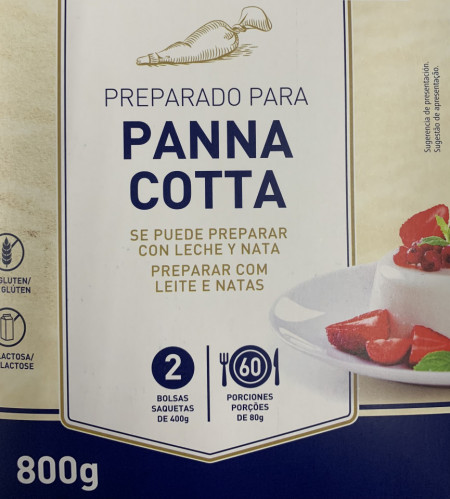 PREPARADO PARA
PANNA
COTTA
SE PUEDE PREPARAR
CON LECHE Y NATA
PREPARAR COM
LEITE E NATAS
Sugerencia de presentación.
Sugestão de apresentação.
GLUTEN/
GLÚTEN
LACTOSA/
LACTOSE
2
BOLSAS
SAQUETAS
DE 400g
60
PORCIONES
PORÇÕES
DE 80g
800g